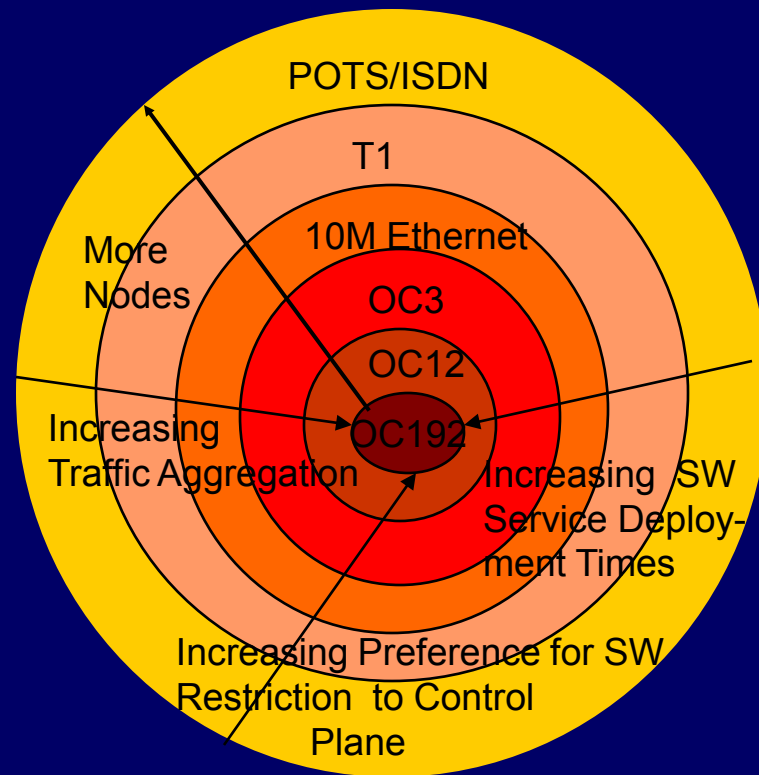 POTS/ISDN
T1
10M Ethernet
More
Nodes
OC3
OC12
OC192
Increasing
Traffic Aggregation
Increasing SW
Service Deploy-
ment Times
Increasing Preference for SW
Restriction to Control
Plane